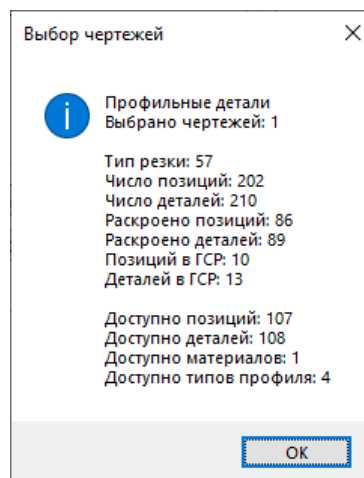 Выбор чертежей
Профильные детали
Выбрано чертежей: 1
Тип резки: 57
Число позиций: 202
Число деталей: 210
Раскроено позиций: 86
Раскроено деталей: 89
Позиций в ГСР: 10
Деталей в ГСР: 13
Доступно позиций: 107
Доступно деталей: 108
Доступно материалов: 1
Доступно типов профиля: 4
ОК